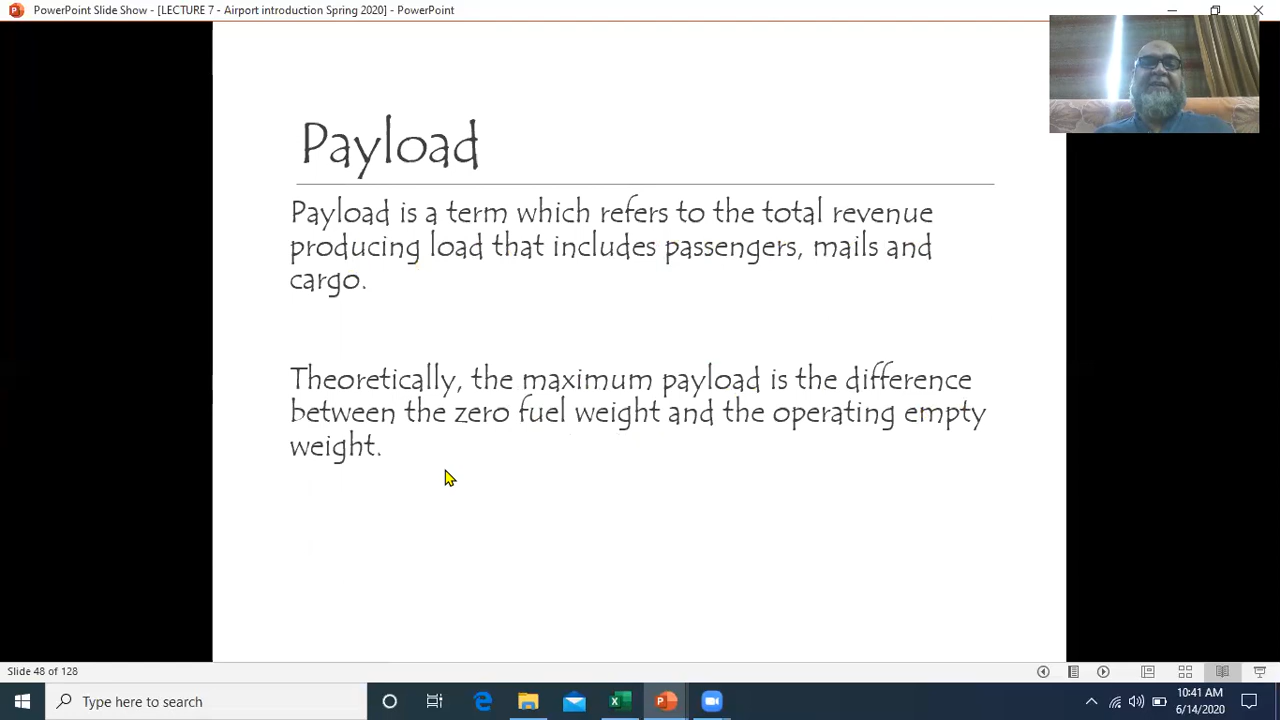 PowerPoint Slide Show - [LECTURE 7 - Airport introduction Spring 2020] - PowerPoint
Payload
Payload is a term which refers to the total revenue
producing load that includes passengers, mails and
cargo.
Theoretically, the maximum payload is the difference
between the zero fuel weight and the operating empty
weight.
Slide 48 of 128
Type here to search
10:41 AM
6/14/2020